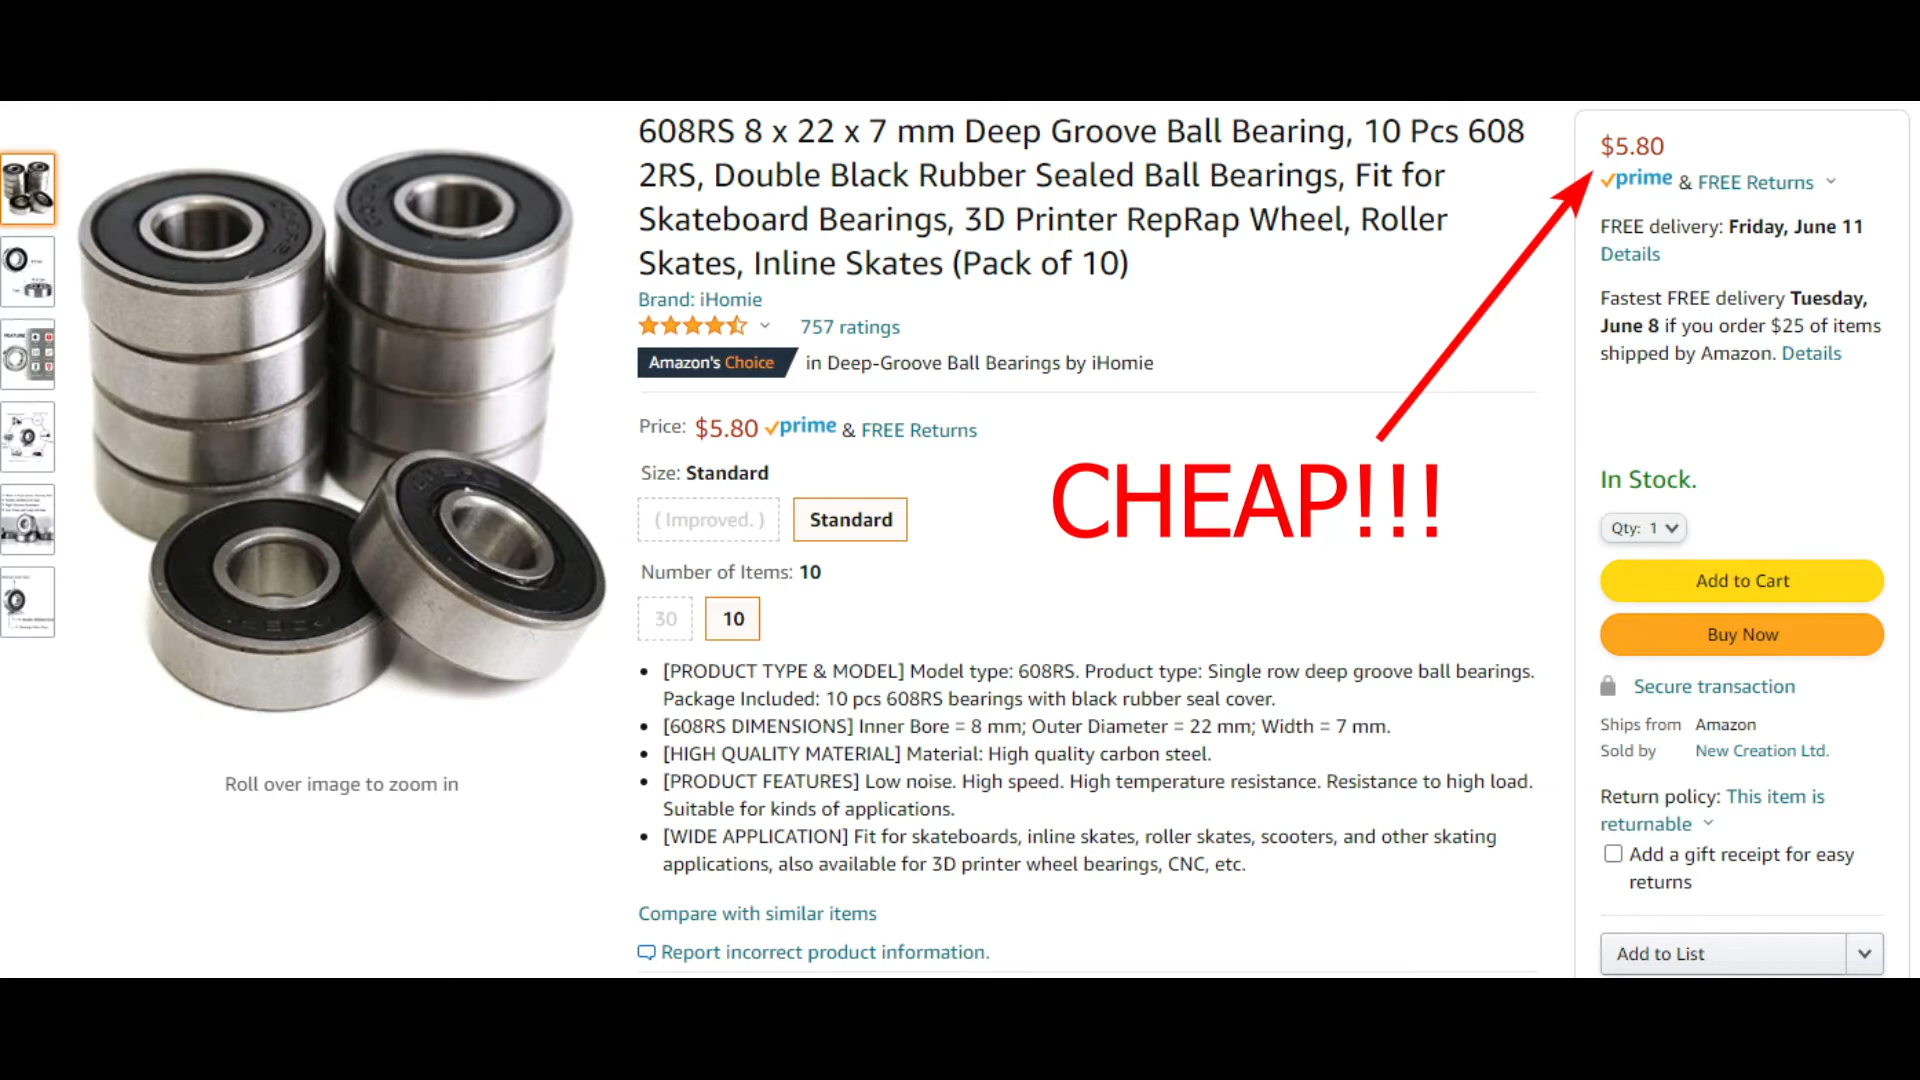 608RS 8 x 22 x 7 mm Deep Groove Ball Bearing, 10 Pcs 608
2RS, Double Black Rubber Sealed Ball Bearings, Fit for
Skateboard Bearings, 3D Printer RepRap Wheel, Roller
Skates, Inline Skates (Pack of 10)
Brand: iHomie
757 ratings
Amazon's Choice in Deep-Groove Ball Bearings by iHomie
Price: $5.80 prime & FREE Returns
Size: Standard
( Improved. ) Standard
Number of Items: 10
30 10
• [PRODUCT TYPE & MODEL] Model type: 608RS. Product type: Single row deep groove ball bearings.
Package Included: 10 pcs 608RS bearings with black rubber seal cover.
• [608RS DIMENSIONS] Inner Bore = 8 mm; Outer Diameter = 22 mm; Width = 7 mm.
• [HIGH QUALITY MATERIAL] Material: High quality carbon steel.
• [PRODUCT FEATURES] Low noise. High speed. High temperature resistance. Resistance to high load.
Suitable for kinds of applications.
• [WIDE APPLICATION] Fit for skateboards, inline skates, roller skates, scooters, and other skating
applications, also available for 3D printer wheel bearings, CNC, etc.
Compare with similar items
Report incorrect product information.
Roll over image to zoom in
CHEAP!!!
$5.80
prime & FREE Returns
FREE delivery: Friday, June 11
Details
Fastest FREE delivery Tuesday,
June 8 if you order $25 of items
shipped by Amazon. Details
In Stock.
Qty: 1
Add to Cart
Buy Now
Secure transaction
Ships from Amazon
Sold by New Creation Ltd.
Return policy: This item is
returnable
Add a gift receipt for easy
returns
Add to List